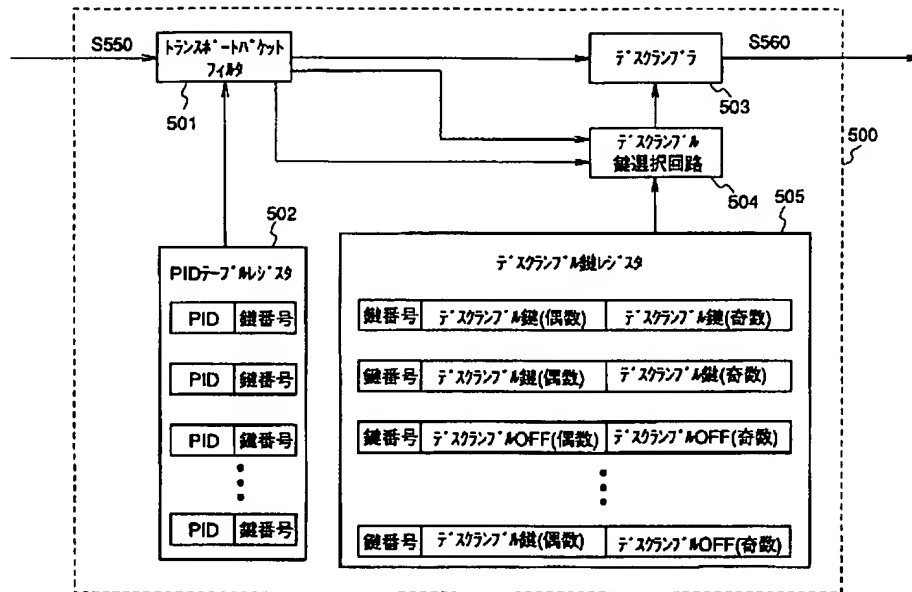 S550
トランスポートパケット
フィルタ
501
デスクランブラ
S560
503
デスクランブル
鍵選択回路
504
500
502
PIDテーブルレジスタ
PID 鍵番号
PID 鍵番号
PID 鍵番号
PID 鍵番号
505
デスクランブル鍵レジスタ
鍵番号 デスクランブル鍵(偶数) デスクランブル鍵(奇数)
鍵番号 デスクランブル鍵(偶数) デスクランブル鍵(奇数)
鍵番号 デスクランブルOFF(偶数) デスクランブルOFF(奇数)
鍵番号 デスクランブル鍵(偶数) デスクランブルOFF(奇数)